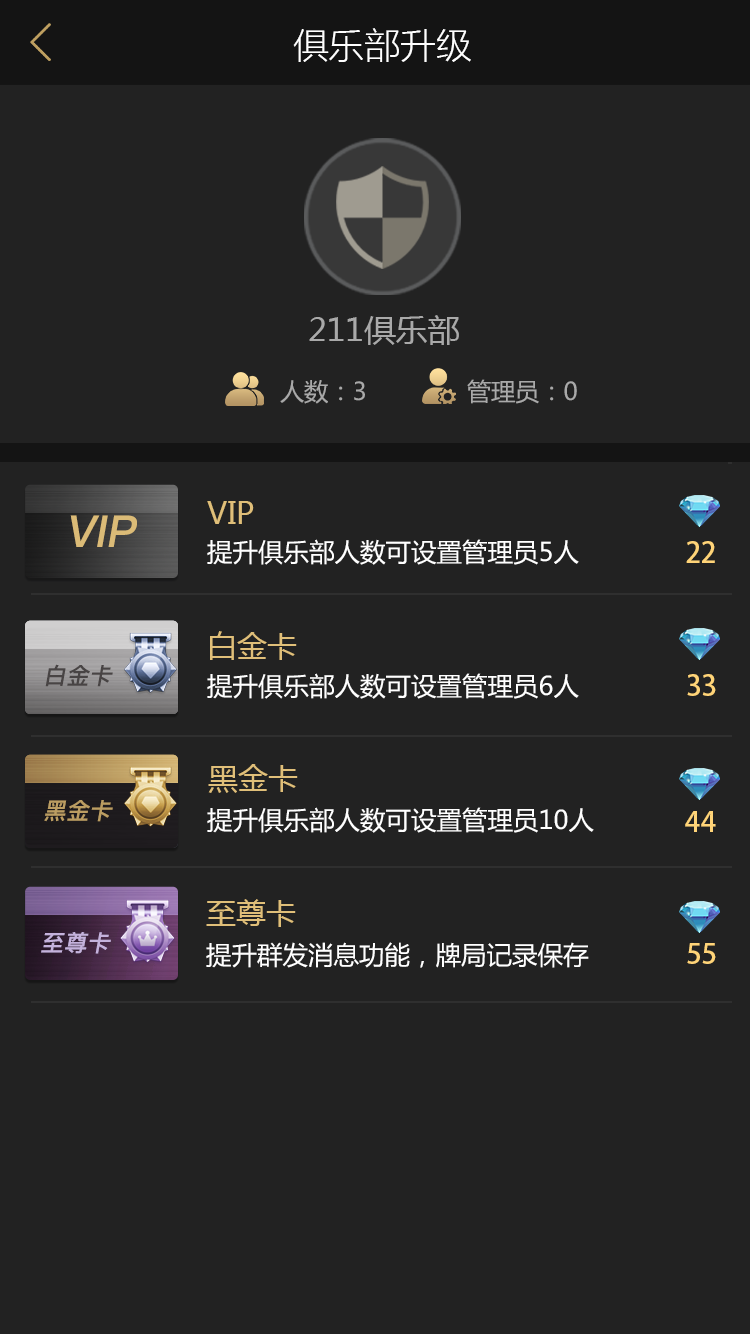 俱乐部升级
211俱乐部
人数：3 管理员：0
VIP
VIP
提升俱乐部人数可设置管理员5人
22
白金卡
白金卡
提升俱乐部人数可设置管理员6人
33
黑金卡
黑金卡
提升俱乐部人数可设置管理员10人
44
至尊卡
至尊卡
提升群发消息功能，牌局记录保存
55